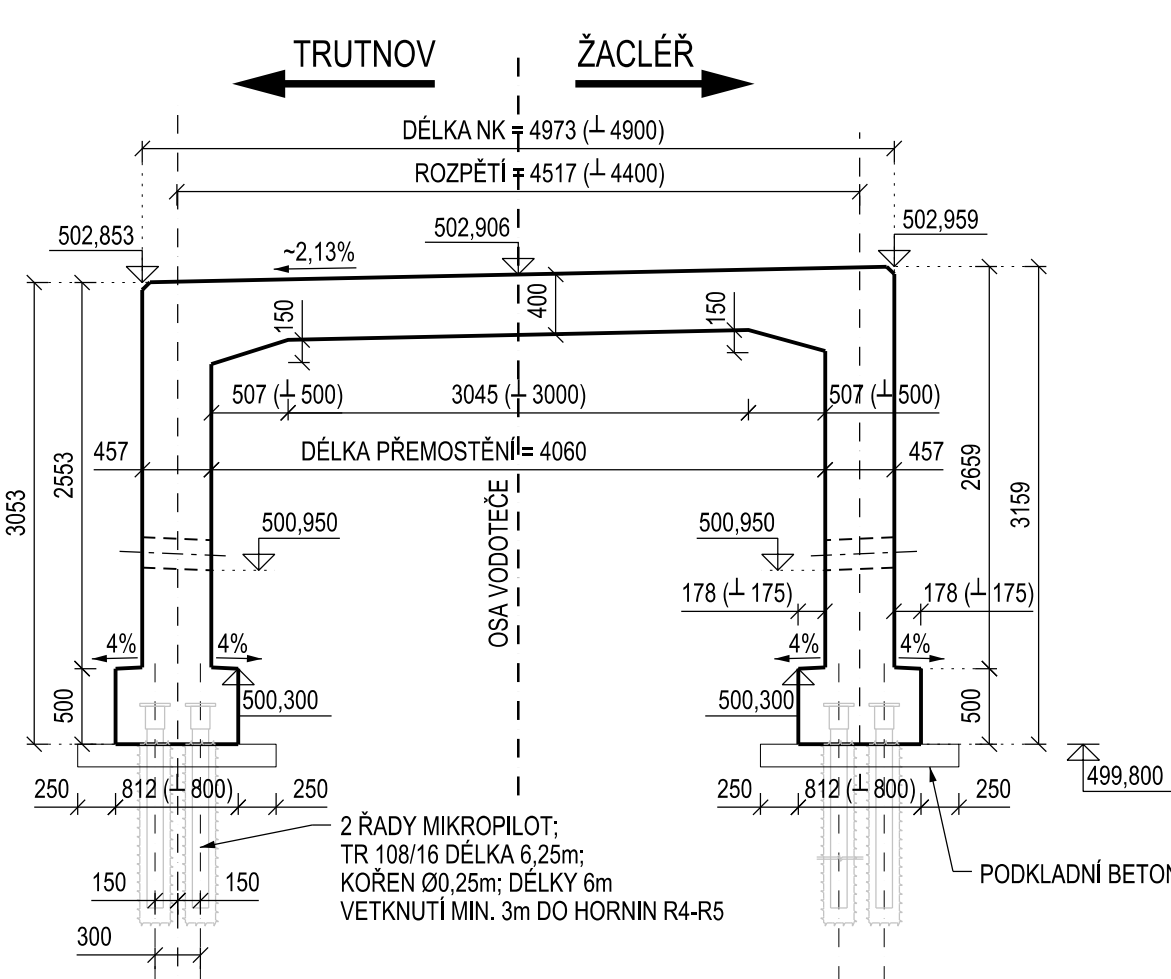 TRUTNOV
ŽACLÉŘ
DÉLKA NK = 4973 (⊥ 4900)
ROZPĚTÍ = 4517 (⊥ 4400)
502,853
502,906
502,959
~2,13%
150
400
150
507 (⊥ 500)
3045 (⊥ 3000)
507 (⊥ 500)
457
DÉLKA PŘEMOSTĚNÍ = 4060
457
3053
2553
2659
3159
500,950
500,950
OSA VODOTEČE
178 (⊥ 175)
178 (⊥ 175)
4%
4%
4%
4%
500
500,300
500,300
500
499,800
250
812 (⊥ 800)
250
250
812 (⊥ 800)
250
2 ŘADY MIKROPILOT;
TR 108/16 DÉLKA 6,25m;
KOŘEN Ø0,25m; DÉLKY 6m
VETKNUTÍ MIN. 3m DO HORNIN R4-R5
PODKLADNÍ BETON
150
150
300